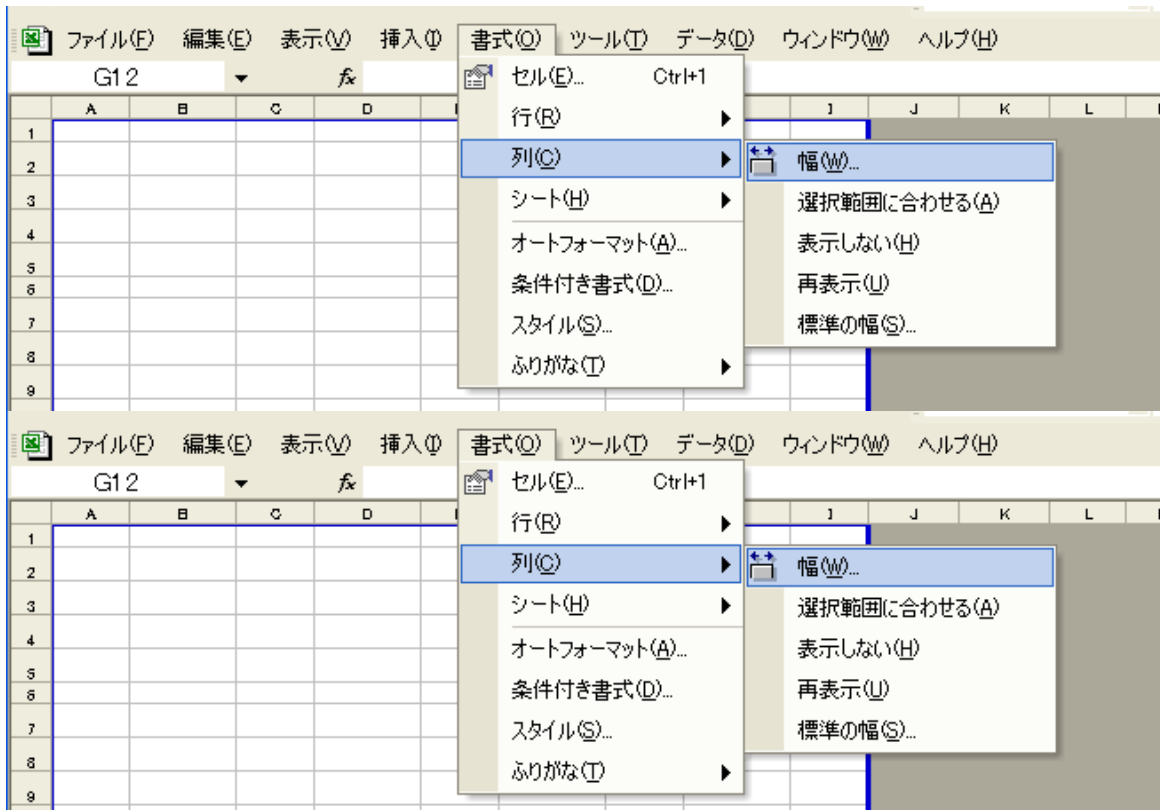 ファイル(F) 編集(E) 表示(V) 挿入(I) 書式(O) ツール(T) データ(D) ウィンドウ(W) ヘルプ(H)
G12 fx
セル(E)... Ctrl+1
A B C D I J K L
行(R)
1
列(C) 幅(W)...
2
シート(H) 選択範囲に合わせる(A)
3
オートフォーマット(A)... 表示しない(H)
4
5
条件付き書式(D)... 再表示(U)
6
スタイル(S)... 標準の幅(S)...
7
8
ふりがな(T)
9
ファイル(F) 編集(E) 表示(V) 挿入(I) 書式(O) ツール(T) データ(D) ウィンドウ(W) ヘルプ(H)
G12 fx
セル(E)... Ctrl+1
A B C D I J K L
行(R)
1
列(C) 幅(W)...
2
シート(H) 選択範囲に合わせる(A)
3
オートフォーマット(A)... 表示しない(H)
4
5
条件付き書式(D)... 再表示(U)
6
スタイル(S)... 標準の幅(S)...
7
8
ふりがな(T)
9